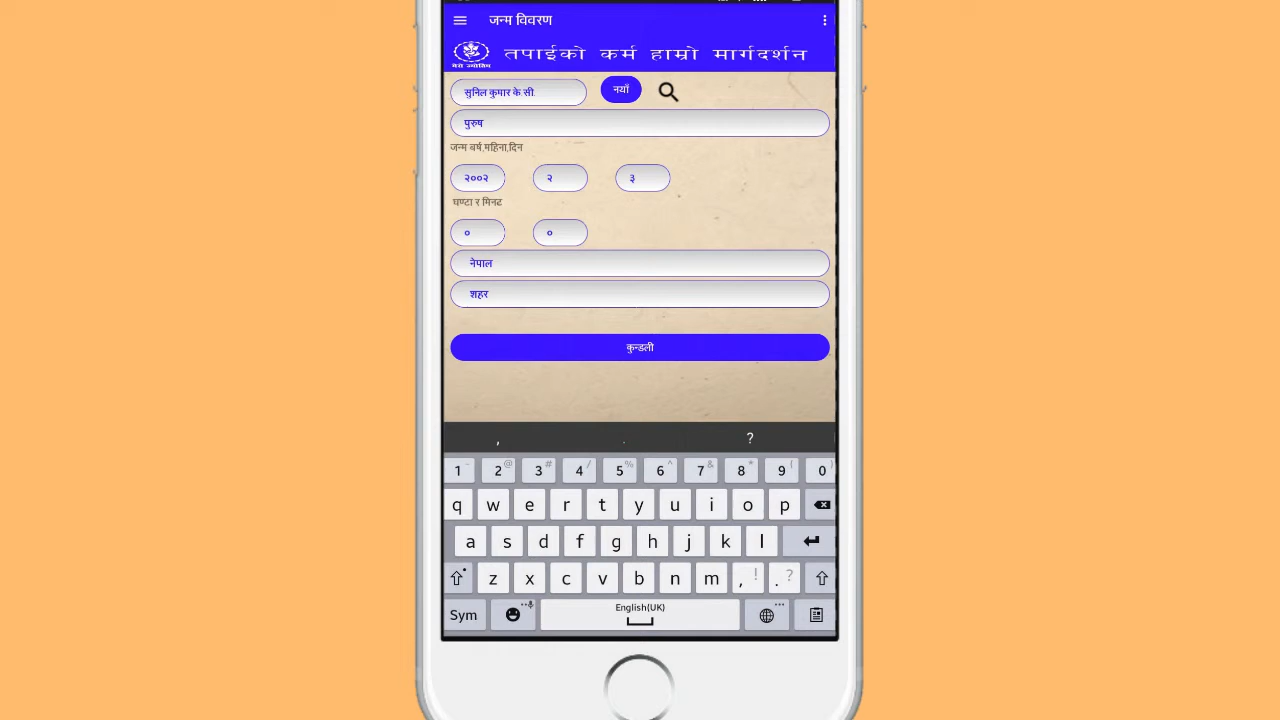 जन्म विवरण
तपाईको कर्म हाम्रो मार्गदर्शन
मेरो ज्योतिष
सुनिल कुमार के सी.
नयाँ
पुरुष
जन्म बर्ष,महिना,दिन
२००२ २ ३
घण्टा र मिनट
० ०
नेपाल
शहर
कुन्डली
, . ?
1 - 2 @ 3 # 4 / 5 % 6 ^ 7 & 8 * 9 ( 0 )
q w e r t y u i o p
a s d f g h j k l
z x c v b n m , ! . ?
Sym English(UK)